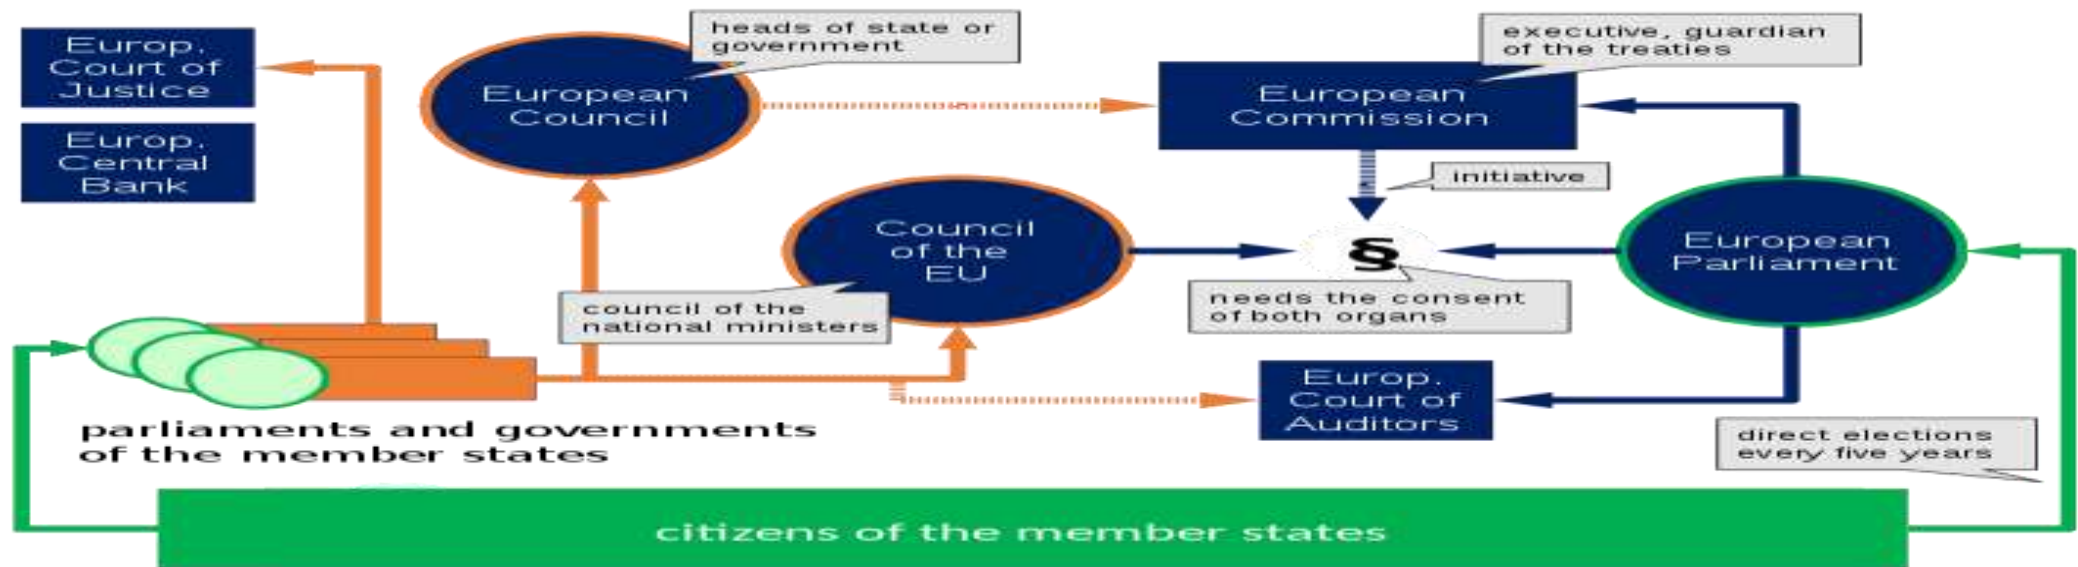 Europ.
Court of
Justice
Europ.
Central
Bank
European
Council
heads of state or
government
European
Commission
executive, guardian
of the treaties
initiative
Council
of the
EU
council of the
national ministers
§
needs the consent
of both organs
European
Parliament
Europ.
Court of
Auditors
parliaments and governments
of the member states
direct elections
every five years
citizens of the member states